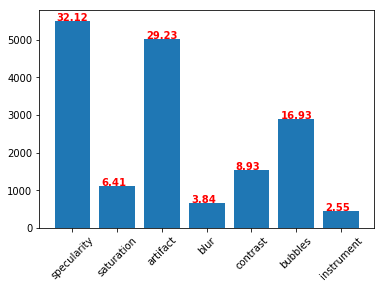 32.12
29.23
16.93
8.93
6.41
3.84
2.55
5000
4000
3000
2000
1000
0
specularity
saturation
artifact
blur
contrast
bubbles
instrument